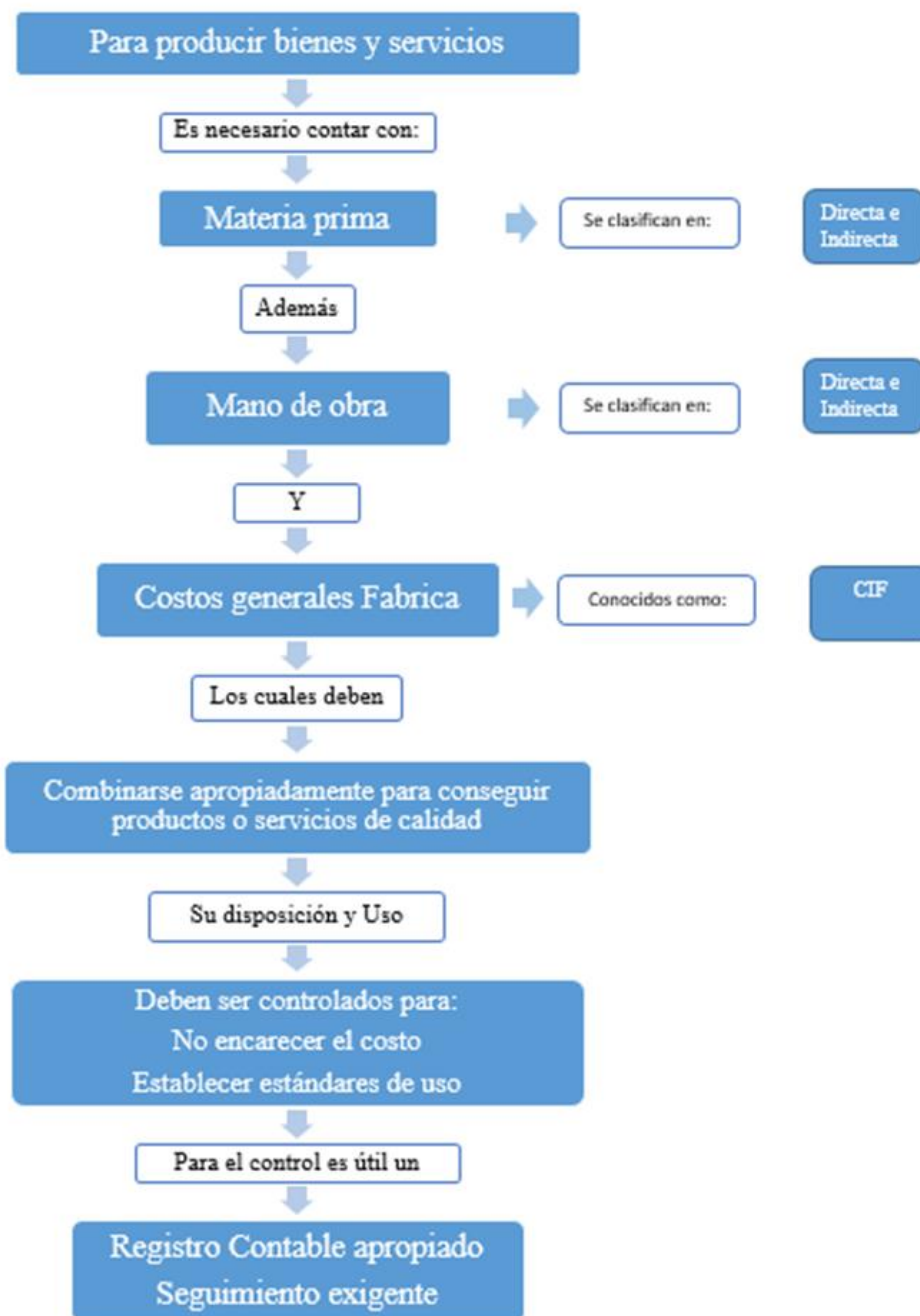 Para producir bienes y servicios
Es necesario contar con:
Materia prima
Se clasifican en:
Directa e
Indirecta
Además
Mano de obra
Se clasifican en:
Directa e
Indirecta
Y
Costos generales Fabrica
Conocidos como:
CIF
Los cuales deben
Combinarse apropiadamente para conseguir
productos o servicios de calidad
Su disposición y Uso
Deben ser controlados para:
No encarecer el costo
Establecer estándares de uso
Para el control es útil un
Registro Contable apropiado
Seguimiento exigente